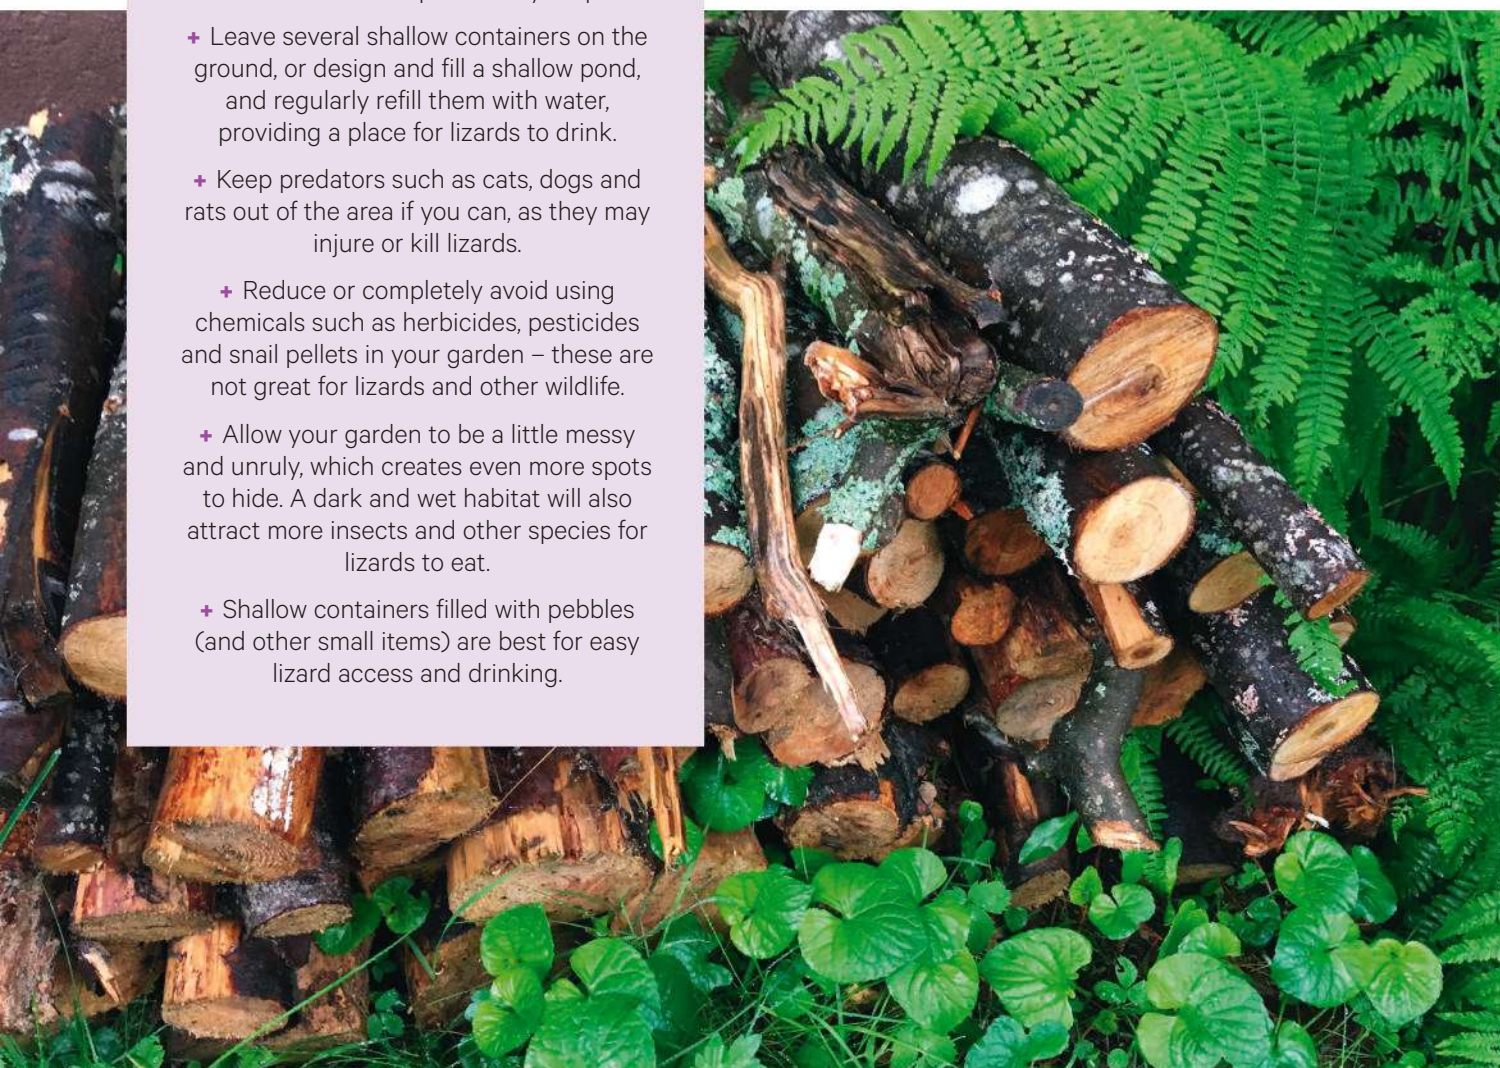 + Leave several shallow containers on the
ground, or design and fill a shallow pond,
and regularly refill them with water,
providing a place for lizards to drink.
+ Keep predators such as cats, dogs and
rats out of the area if you can, as they may
injure or kill lizards.
+ Reduce or completely avoid using
chemicals such as herbicides, pesticides
and snail pellets in your garden – these are
not great for lizards and other wildlife.
+ Allow your garden to be a little messy
and unruly, which creates even more spots
to hide. A dark and wet habitat will also
attract more insects and other species for
lizards to eat.
+ Shallow containers filled with pebbles
(and other small items) are best for easy
lizard access and drinking.